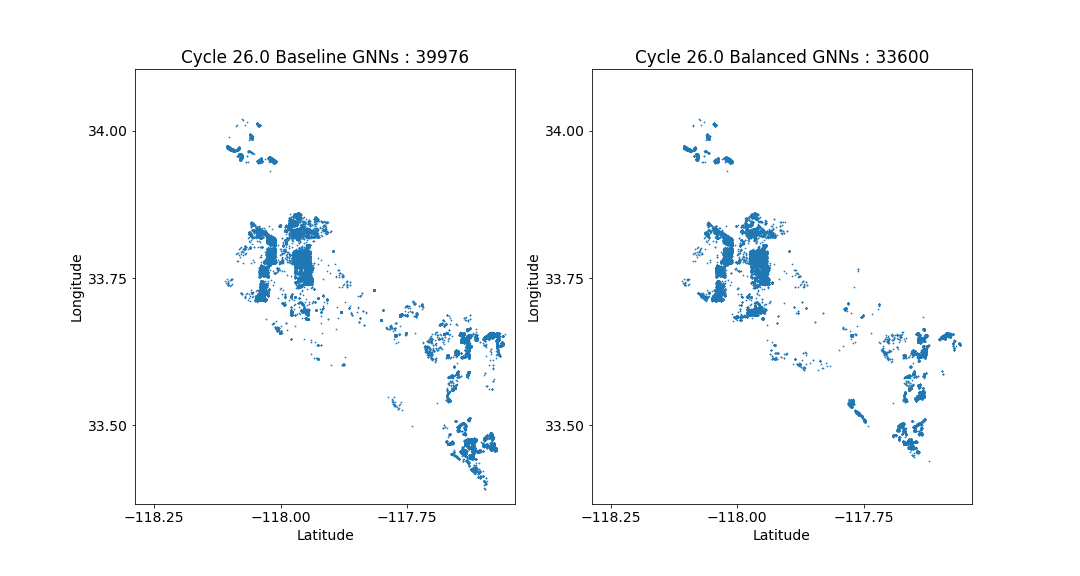 Cycle 26.0 Baseline GNNs : 39976
Longitude
34.00
33.75
33.50
−118.25
−118.00
−117.75
Latitude
Cycle 26.0 Balanced GNNs : 33600
Longitude
34.00
33.75
33.50
−118.25
−118.00
−117.75
Latitude